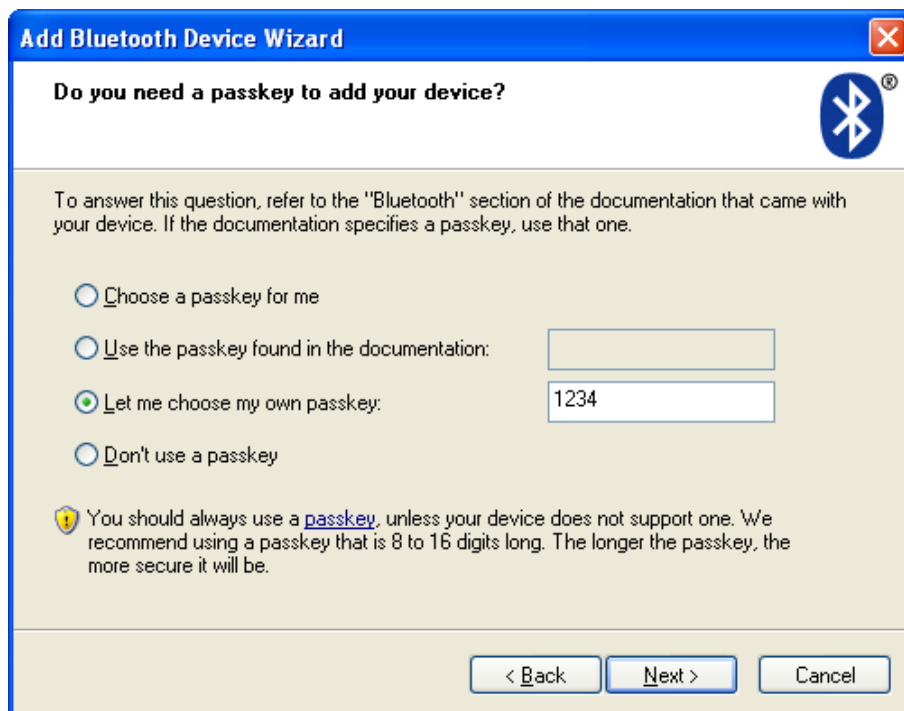 Add Bluetooth Device Wizard
Do you need a passkey to add your device?
®
To answer this question, refer to the "Bluetooth" section of the documentation that came with
your device. If the documentation specifies a passkey, use that one.
Choose a passkey for me
Use the passkey found in the documentation:
Let me choose my own passkey: 1234
Don't use a passkey
You should always use a passkey, unless your device does not support one. We
recommend using a passkey that is 8 to 16 digits long. The longer the passkey, the
more secure it will be.
< Back Next > Cancel